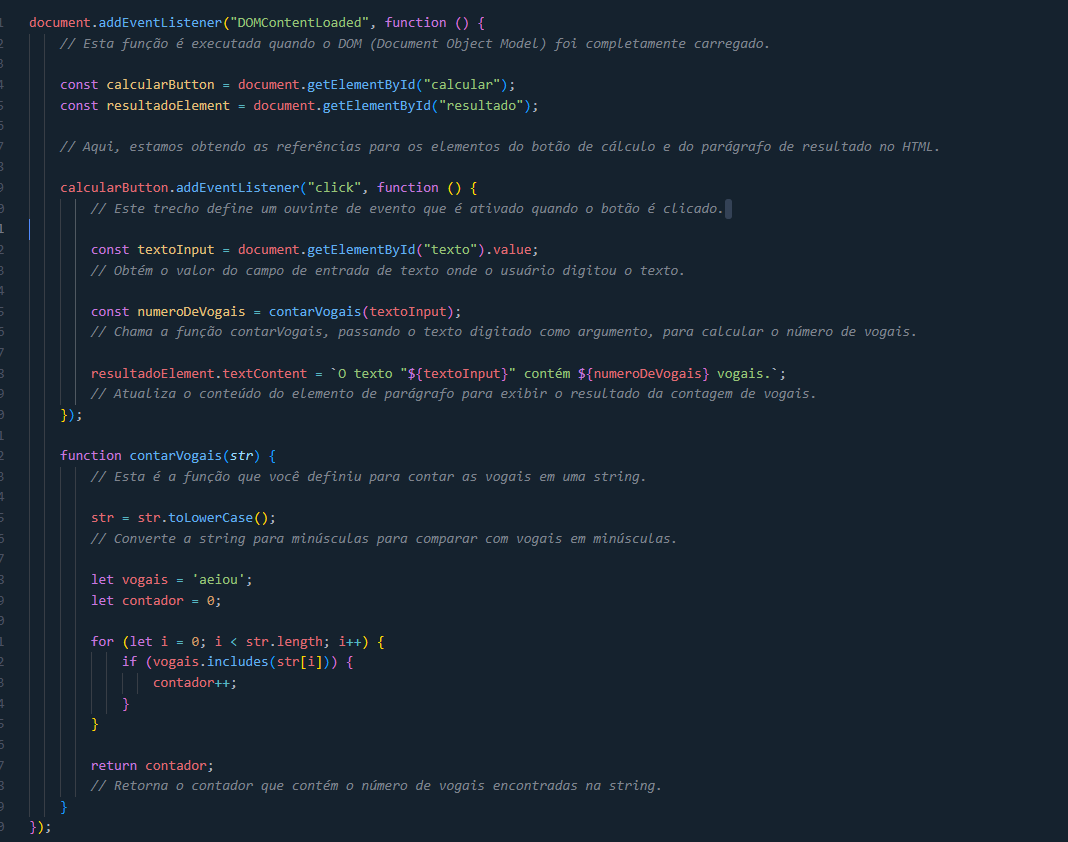 document.addEventListener("DOMContentLoaded", function () {
// Esta função é executada quando o DOM (Document Object Model) foi completamente carregado.
const calcularButton = document.getElementById("calcular");
const resultadoElement = document.getElementById("resultado");
// Aqui, estamos obtendo as referências para os elementos do botão de cálculo e do parágrafo de resultado no HTML.
calcularButton.addEventListener("click", function () {
// Este trecho define um ouvinte de evento que é ativado quando o botão é clicado.
const textoInput = document.getElementById("texto").value;
// Obtém o valor do campo de entrada de texto onde o usuário digitou o texto.
const numeroDeVogais = contarVogais(textoInput);
// Chama a função contarVogais, passando o texto digitado como argumento, para calcular o número de vogais.
resultadoElement.textContent = `O texto "${textoInput}" contém ${numeroDeVogais} vogais.`;
// Atualiza o conteúdo do elemento de parágrafo para exibir o resultado da contagem de vogais.
});
function contarVogais(str) {
// Esta é a função que você definiu para contar as vogais em uma string.
str = str.toLowerCase();
// Converte a string para minúsculas para comparar com vogais em minúsculas.
let vogais = 'aeiou';
let contador = 0;
for (let i = 0; i < str.length; i++) {
if (vogais.includes(str[i])) {
contador++;
}
}
return contador;
// Retorna o contador que contém o número de vogais encontradas na string.
}
});